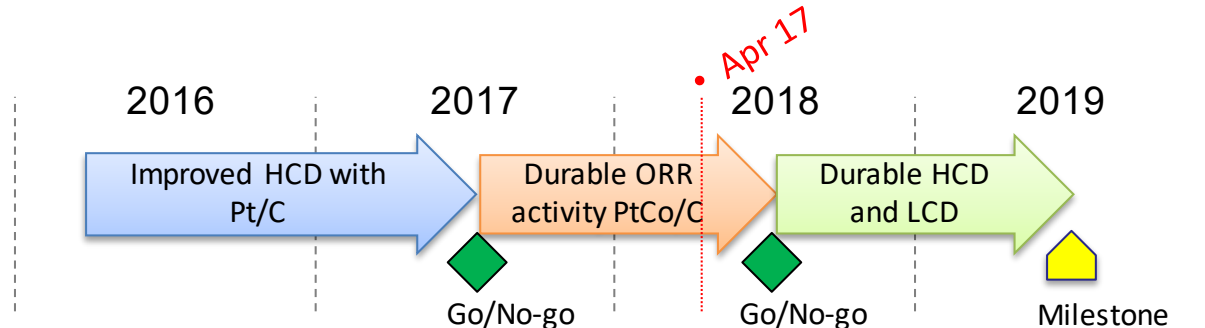 Apr 17
2016 2017 2018 2019
Improved HCD with
Pt/C
Durable ORR
activity PtCo/C
Durable HCD
and LCD
Go/No-go Go/No-go Milestone